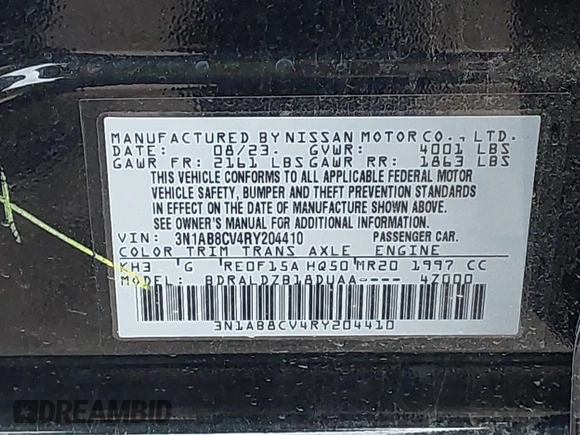 MANUFACTURED BY NISSAN MOTOR CO., LTD.
DATE: 08/23. GVWR: 4001 LBS
GAWR FR: 2161 LBS GAWR RR: 1863 LBS
THIS VEHICLE CONFORMS TO ALL APPLICABLE FEDERAL MOTOR
VEHICLE SAFETY, BUMPER AND THEFT PREVENTION STANDARDS
IN EFFECT ON THE DATE OF MANUFACTURE SHOWN ABOVE.
SEE OWNER'S MANUAL FOR ADDITIONAL INFORMATION.
VIN: 3N1AB8CV4RY204410 PASSENGER CAR.
COLOR TRIM TRANS AXLE ENGINE
KH3 G RE0F15A HQ50 MR20 1997 CC
MODEL: BDRALDZB18DUAA---- 4Z000
3N1AB8CV4RY204410
DREAMBID